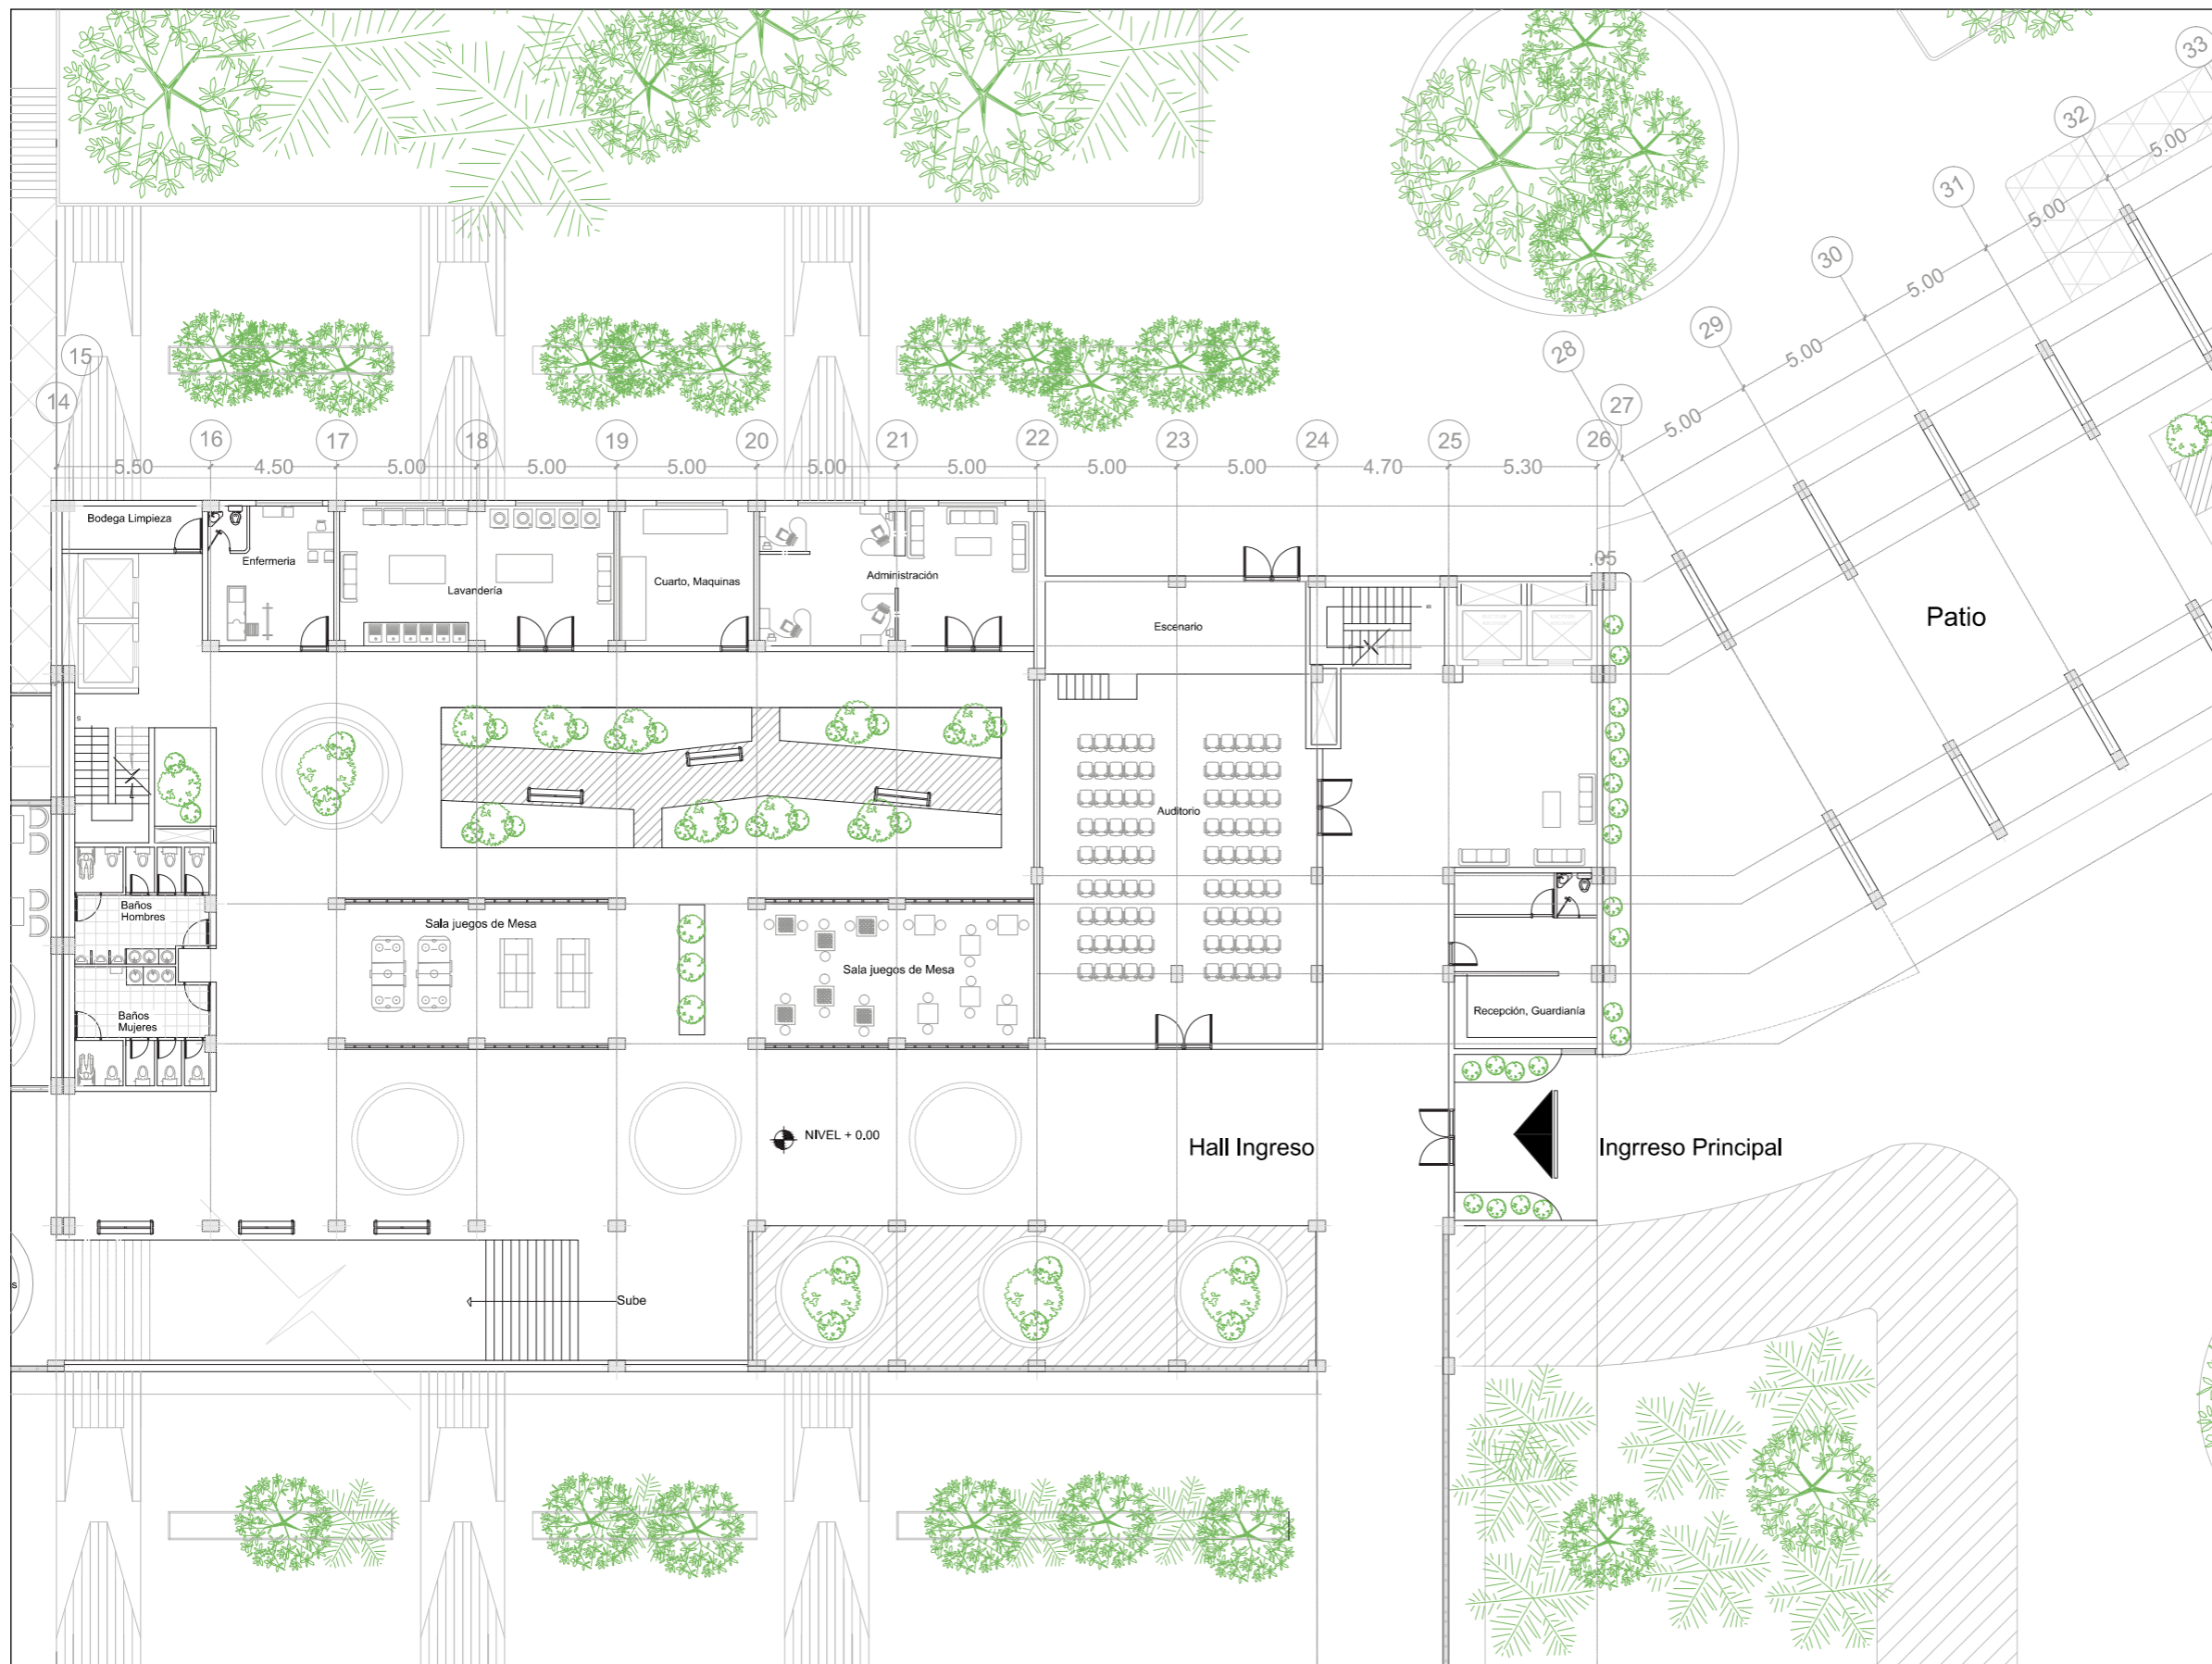 33
32
5.00
31
5.00
30
5.00
29
5.00
28
5.00
27
12
15
14
16
17
18
19
20
21
22
23
24
25
26
5.50
4.50
5.00
5.00
5.00
5.00
5.00
5.00
5.00
4.70
5.30
.05
Bodega Limpieza
Enfermeria
Lavandería
Cuarto, Maquinas
Administración
Escenario
Patio
Auditorio
Baños
Hombres
Sala juegos de Mesa
Sala juegos de Mesa
Baños
Mujeres
Recepción, Guardianía
NIVEL + 0.00
Hall Ingreso
Ingrreso Principal
Sube
s